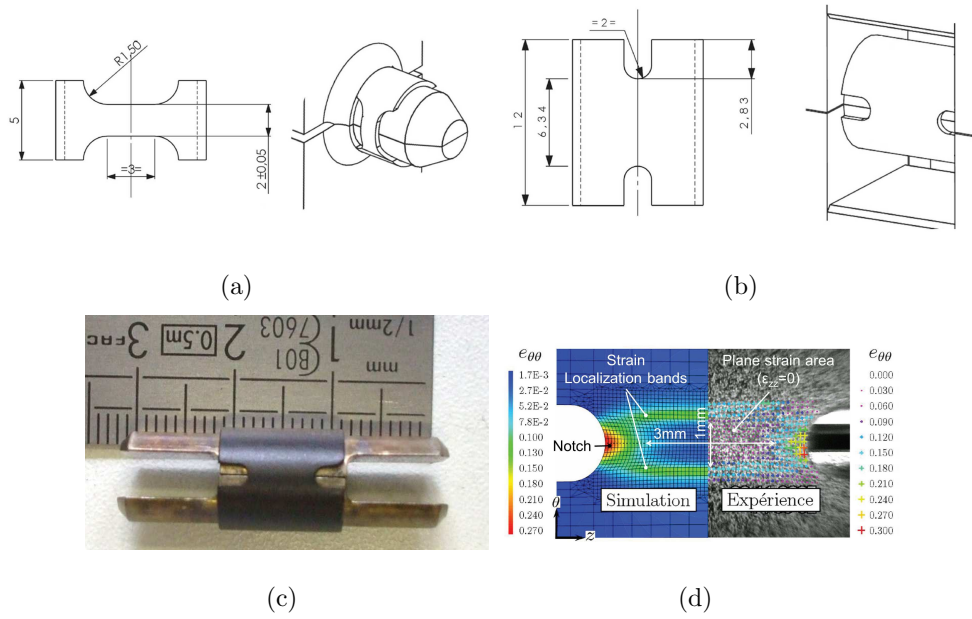 R1,50
5
=3=
2±0,05
=2=
12
6,34
2,83
(a)
(b)
3 FAC 0.5m 2 B01 7603 1 1/2mm
mm
(c)
eθθ
1.7E-3
2.7E-2
5.2E-2
7.8E-2
0.100
0.130
0.150
0.180
0.210
0.240
0.270
Strain
Localization bands
Notch
3mm
1mm
Simulation
θ
z
Plane strain area
(εzz=0)
Expérience
eθθ
0.000
0.030
0.060
0.090
0.120
0.150
0.180
0.210
0.240
0.270
0.300
(d)